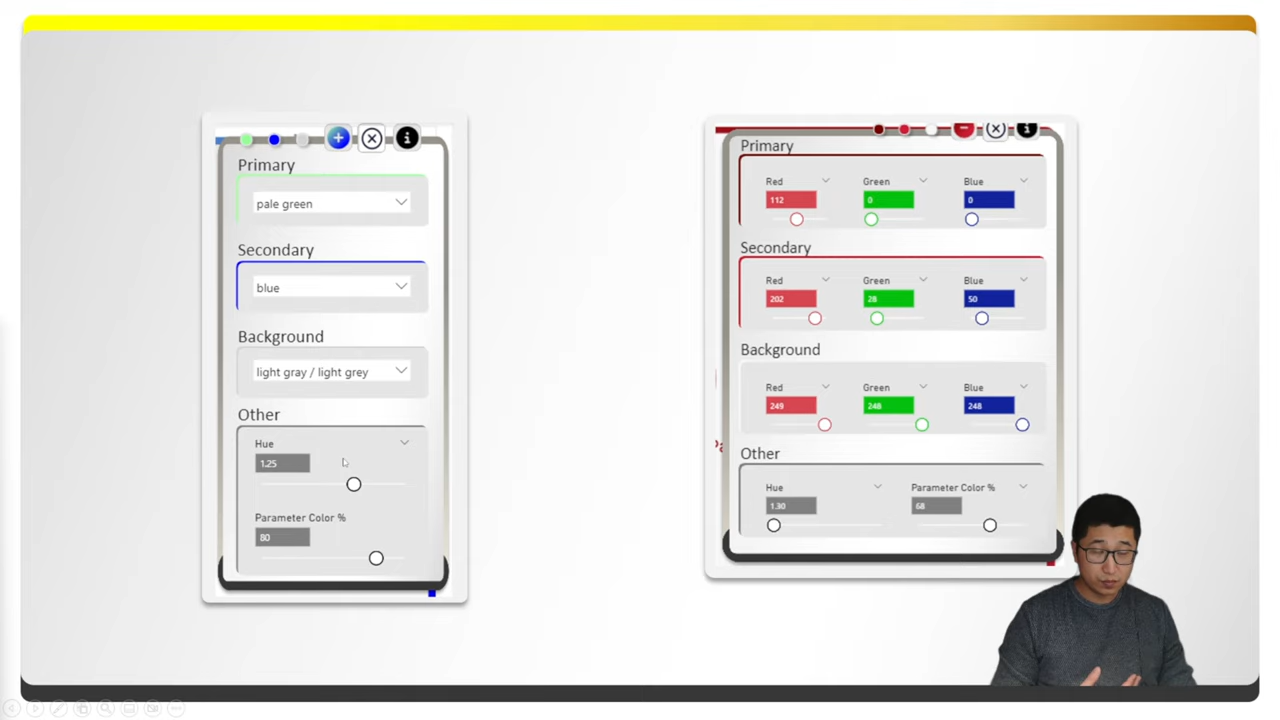 Primary
pale green
Secondary
blue
Background
light gray / light grey
Other
Hue
1.25
Parameter Color %
80
Primary
Red Green Blue
112 0 0
Secondary
Red Green Blue
202 28 50
Background
Red Green Blue
249 248 248
Other
Hue Parameter Color %
1.30 68